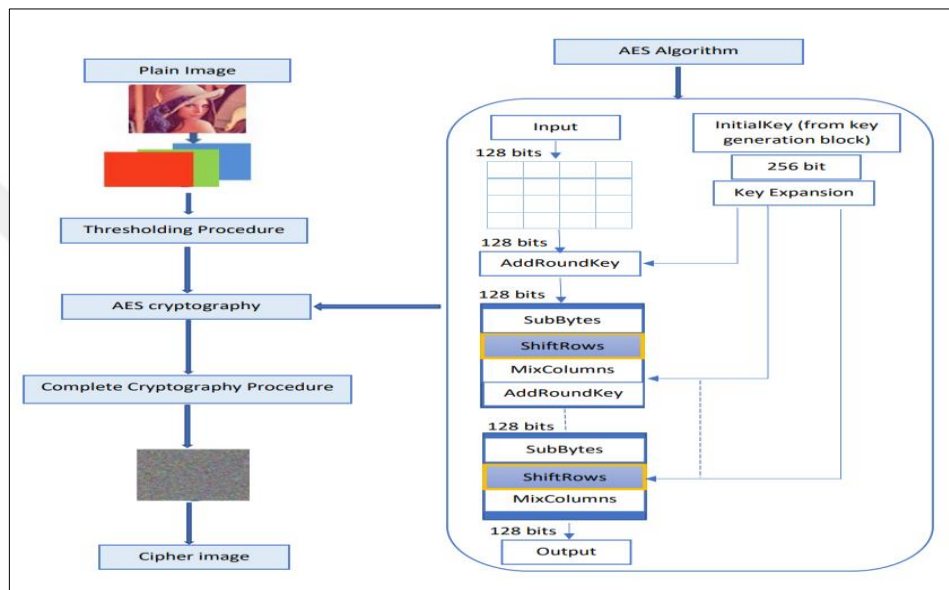 Plain Image
Thresholding Procedure
AES cryptography
Complete Cryptography Procedure
Cipher image
AES Algorithm
Input
128 bits
128 bits
AddRoundKey
128 bits
SubBytes
ShiftRows
MixColumns
AddRoundKey
128 bits
SubBytes
ShiftRows
MixColumns
128 bits
Output
InitialKey (from key
generation block)
256 bit
Key Expansion